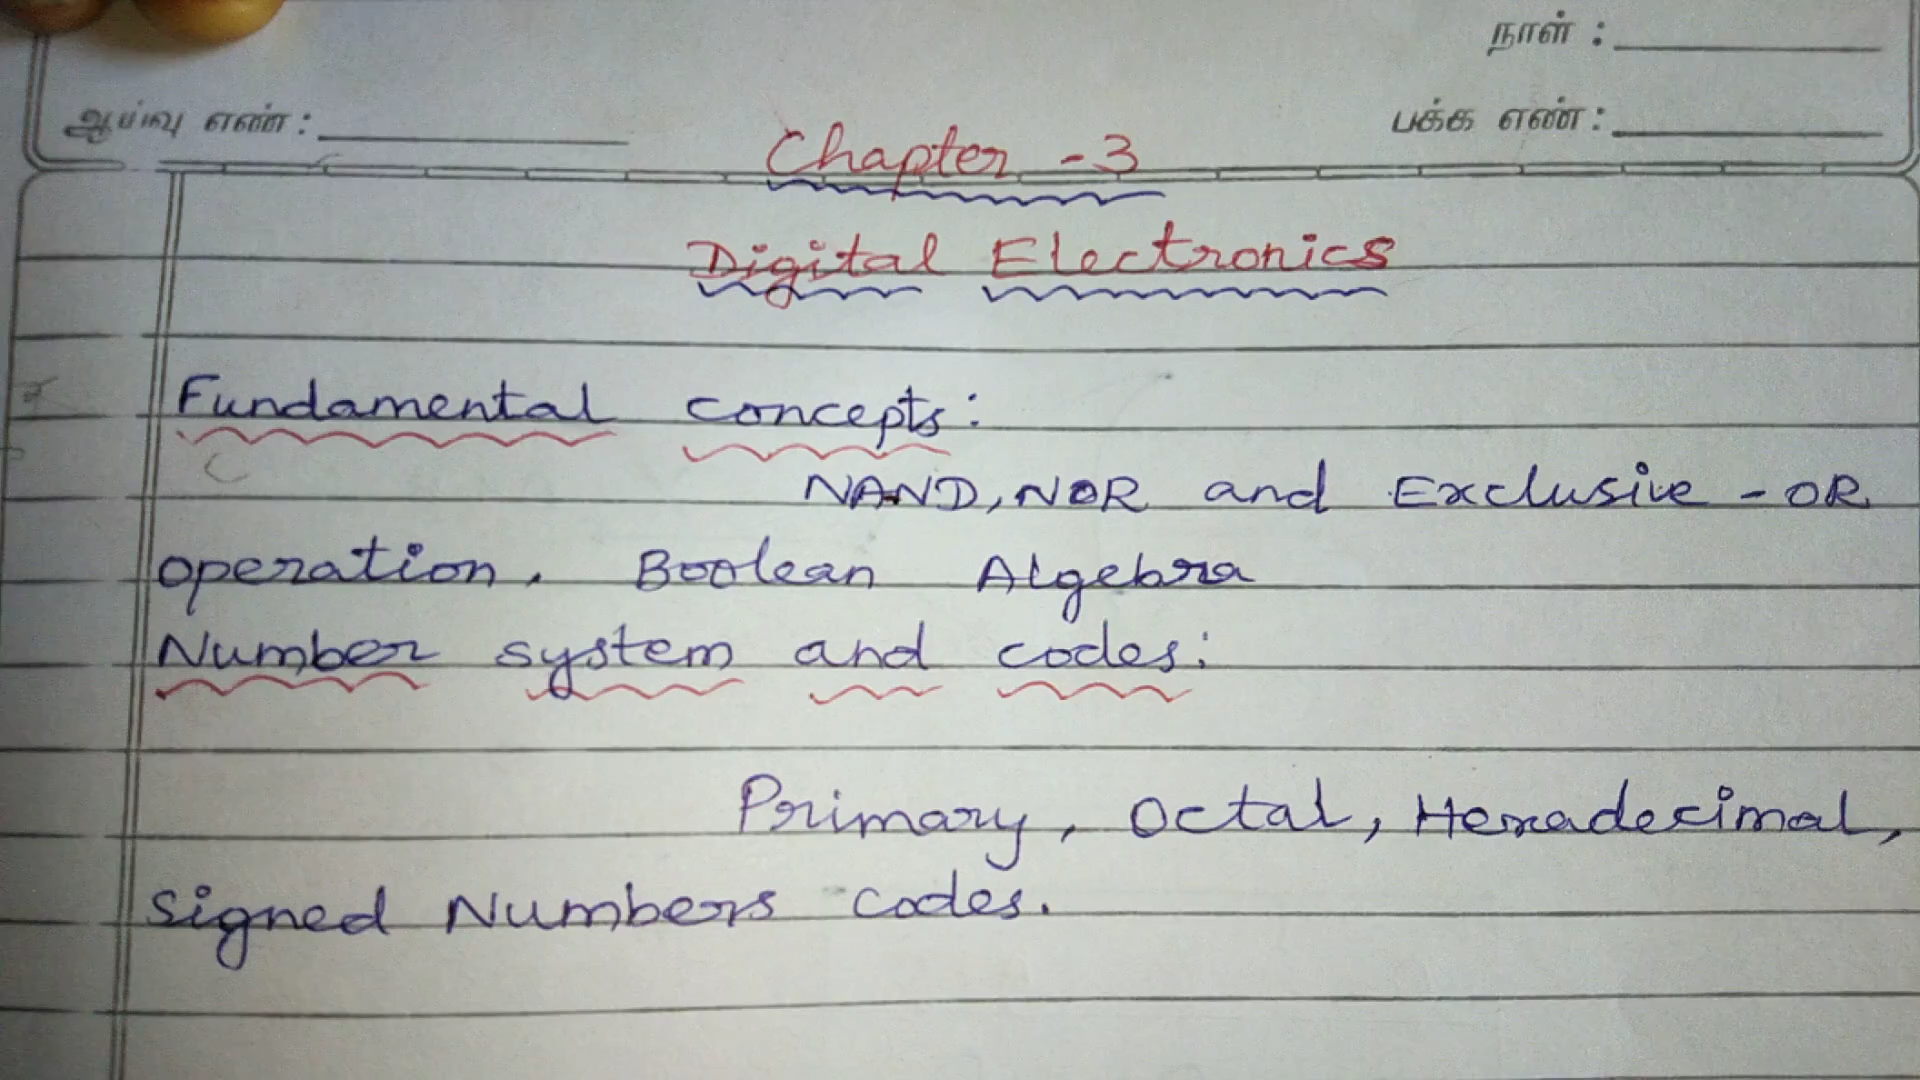 நாள் :
ஆய்வு எண் :
பக்க எண் :
Chapter - 3
Digital Electronics
Fundamental concepts:
NAND, NOR and Exclusive - OR
operation. Boolean Algebra
Number system and codes:
Primary, Octal, Hexadecimal,
signed Numbers codes.